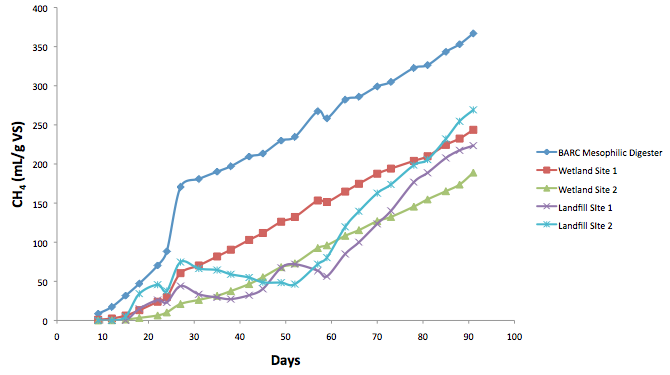 400
350
300
250
200
150
100
50
0
CH4 (mL/g VS)
0 10 20 30 40 50 60 70 80 90 100
Days
BARC Mesophilic Digester
Wetland Site 1
Wetland Site 2
Landfill SIte 1
Landfill SIte 2